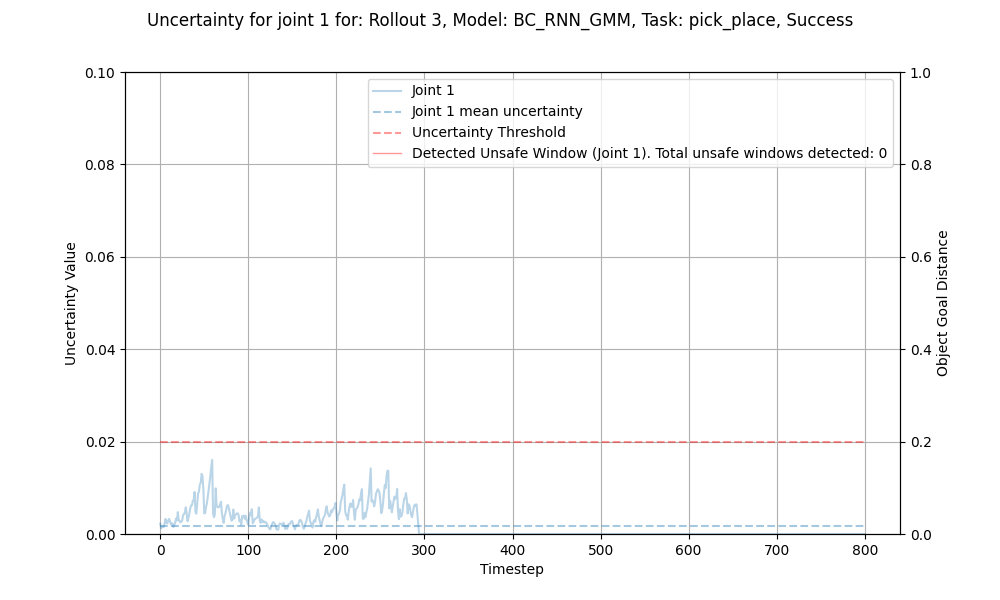 Uncertainty for joint 1 for: Rollout 3, Model: BC_RNN_GMM, Task: pick_place, Success
Joint 1
Joint 1 mean uncertainty
Uncertainty Threshold
Detected Unsafe Window (Joint 1). Total unsafe windows detected: 0
Uncertainty Value
0.10
0.08
0.06
0.04
0.02
0.00
1.0
0.8
0.6
0.4
0.2
0.0
Object Goal Distance
0 100 200 300 400 500 600 700 800
Timestep